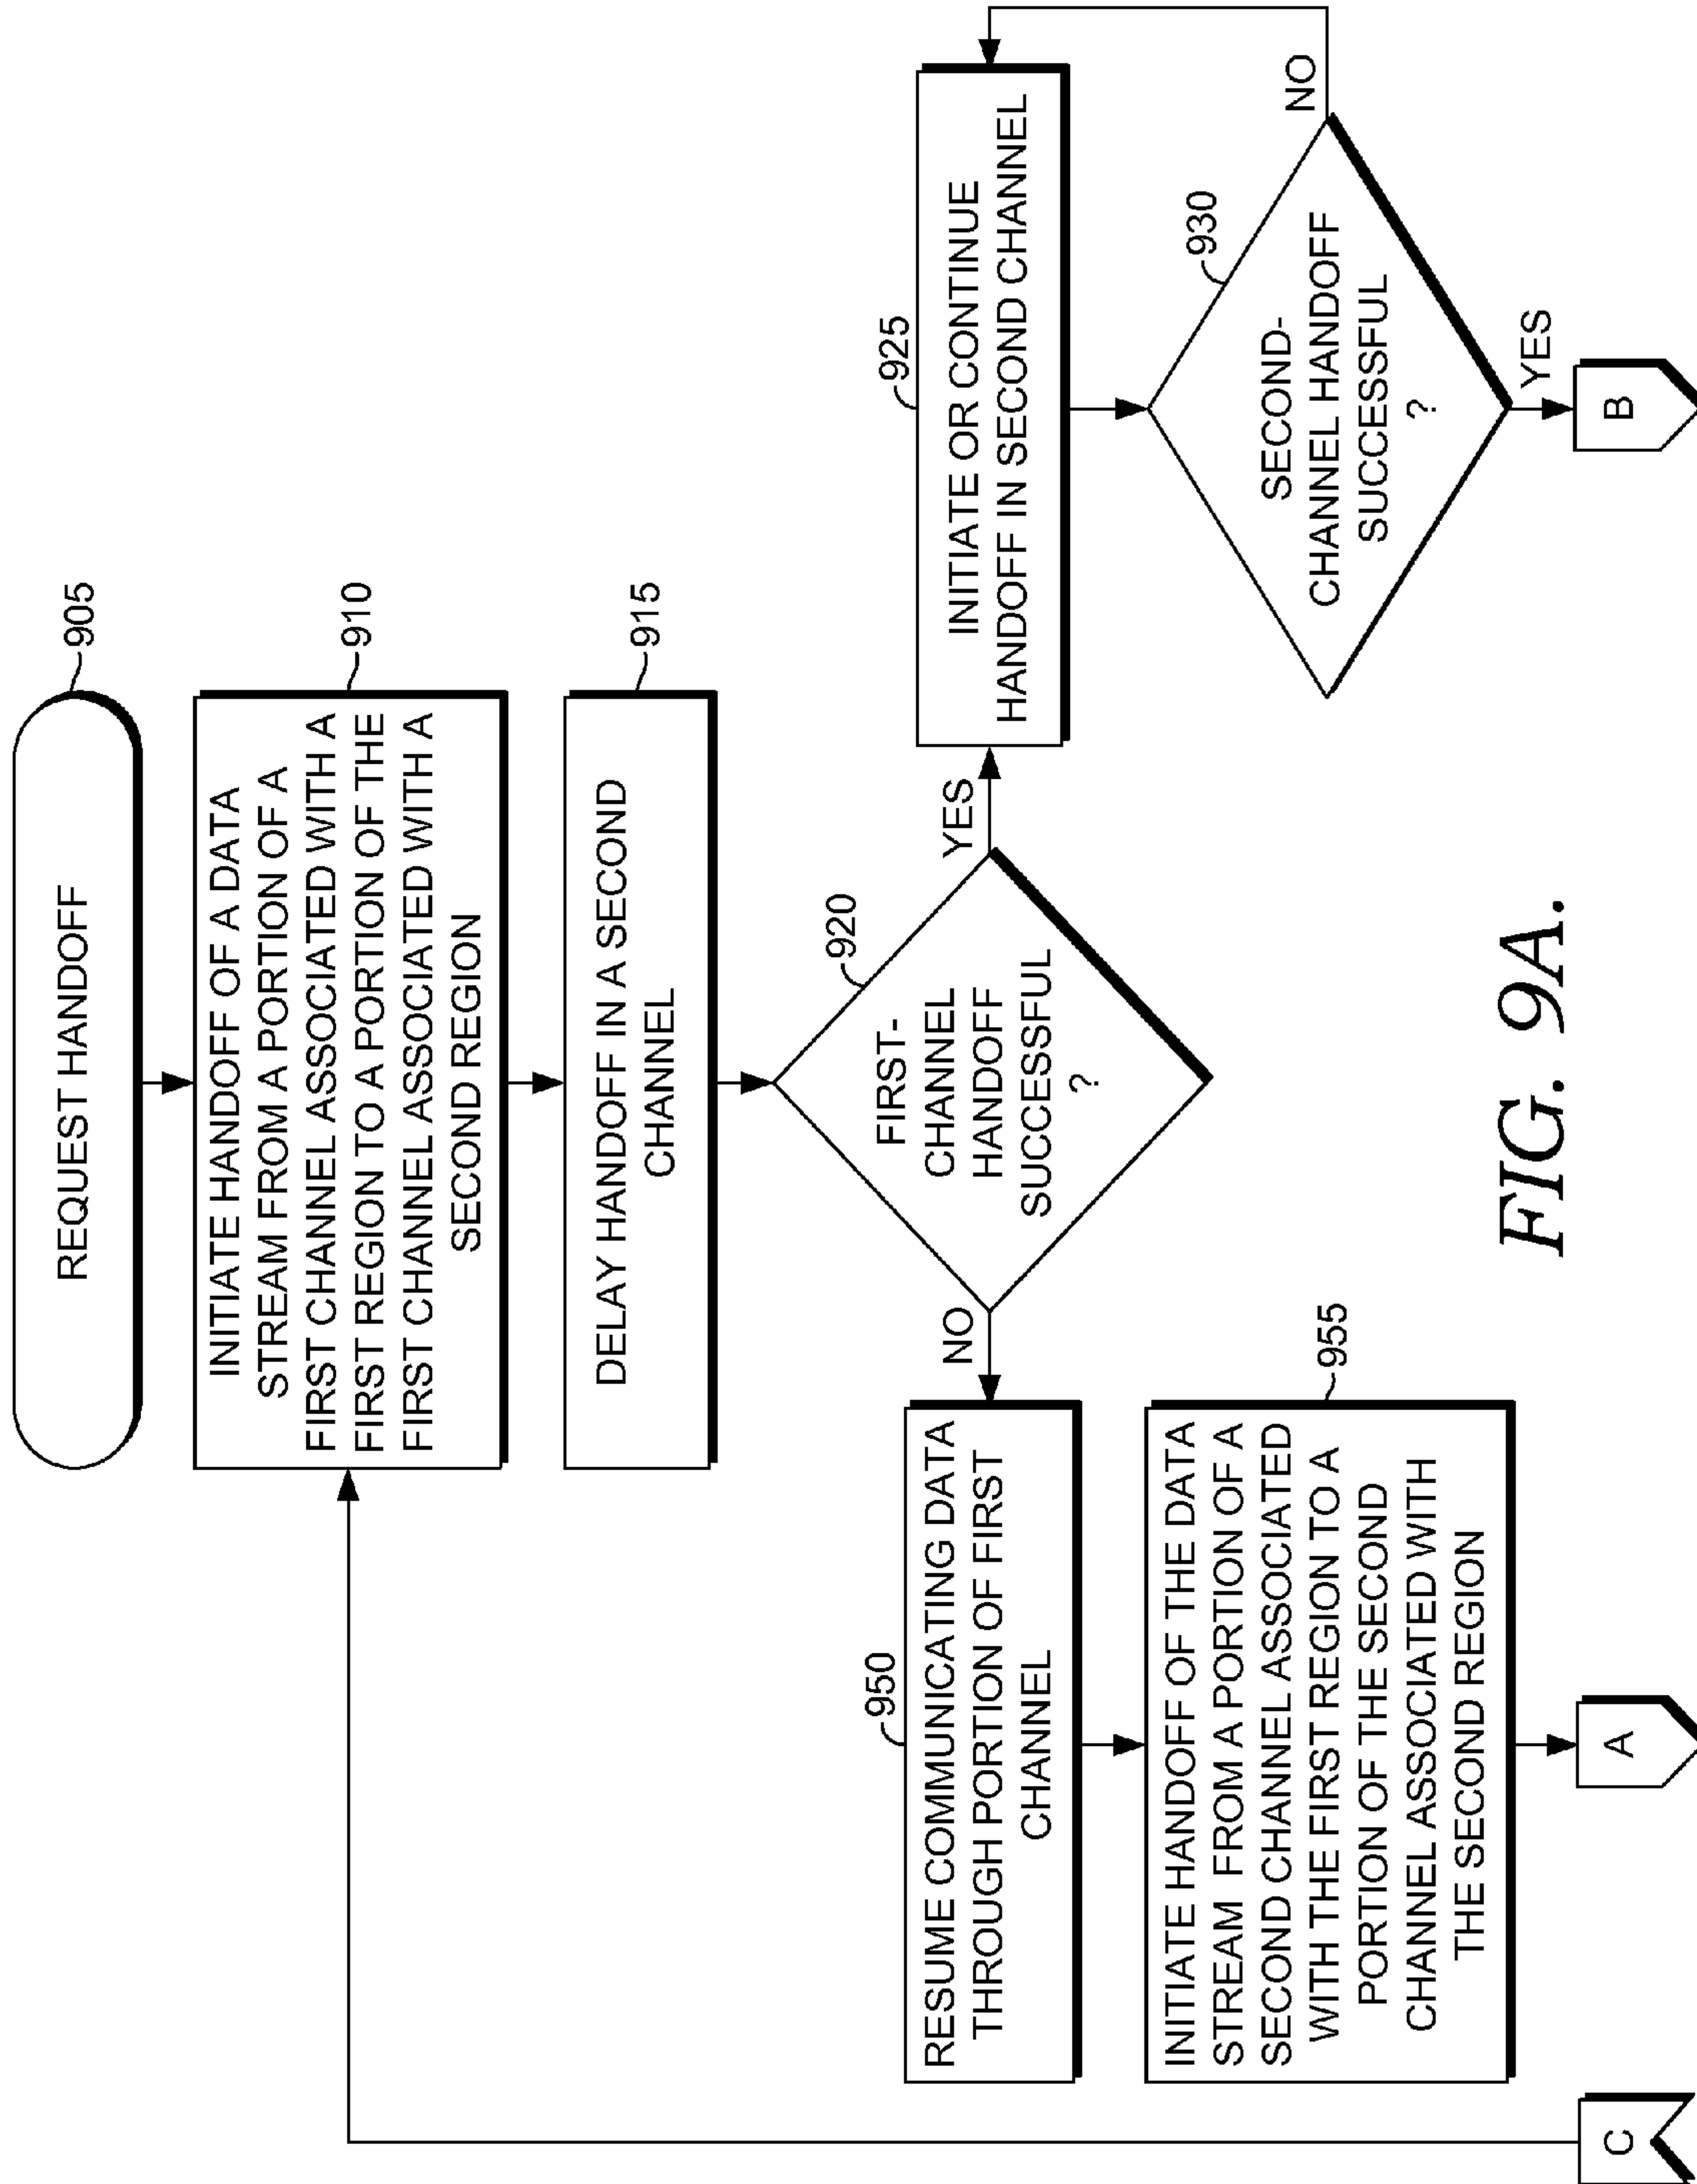 REQUEST HANDOFF
905
INITIATE HANDOFF OF A DATA
STREAM FROM A PORTION OF A
FIRST CHANNEL ASSOCIATED WITH A
FIRST REGION TO A PORTION OF THE
FIRST CHANNEL ASSOCIATED WITH A
SECOND REGION
910
DELAY HANDOFF IN A SECOND
CHANNEL
915
FIRST-
CHANNEL
HANDOFF
SUCCESSFUL
?
920
NO
YES
950
RESUME COMMUNICATING DATA
THROUGH PORTION OF FIRST
CHANNEL
INITIATE HANDOFF OF THE DATA
STREAM FROM A PORTION OF A
SECOND CHANNEL ASSOCIATED
WITH THE FIRST REGION TO A
PORTION OF THE SECOND
CHANNEL ASSOCIATED WITH
THE SECOND REGION
955
925
INITIATE OR CONTINUE
HANDOFF IN SECOND CHANNEL
930
SECOND-
CHANNEL HANDOFF
SUCCESSFUL
?
NO
YES
C
A
B
FIG. 9A.